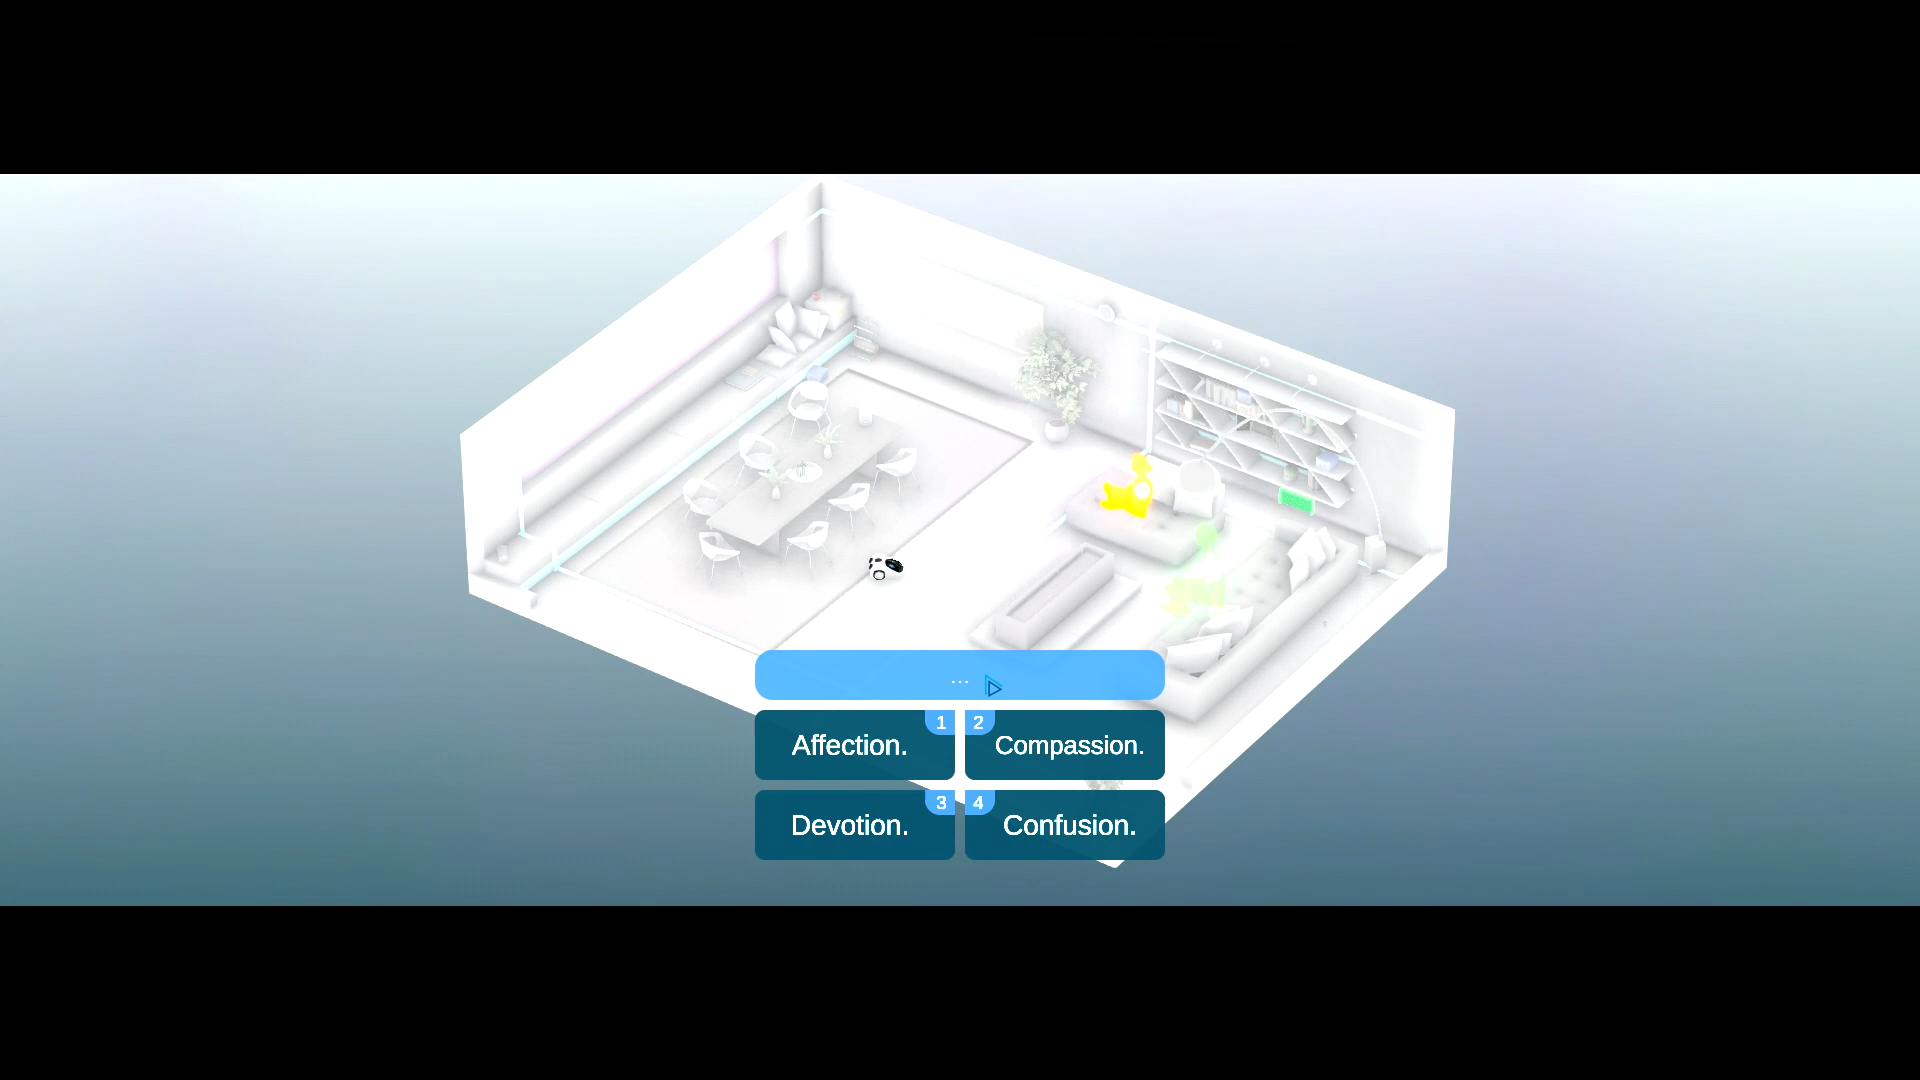 ...
1
Affection.
2
Compassion.
3
Devotion.
4
Confusion.